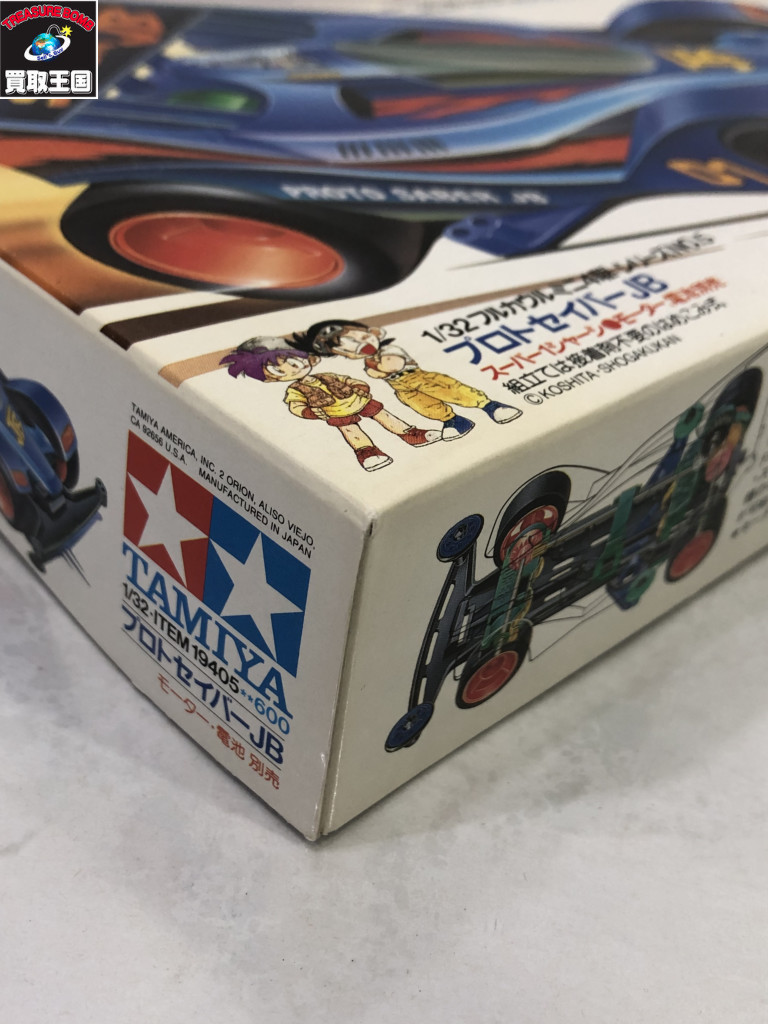 TREASURE BOMB
Sell & Buy
買取王国
PROTO SABER JB
1/32フルカウルミニ四駆・シリーズNO.5
プロトセイバーJB
スーパー1シャーシ●モーター・電池別売
組立ては接着剤不要のはめこみ式
©KOSHITA・SHOGAKUKAN
TAMIYA AMERICA, INC. 2 ORION, ALISO VIEJO,
CA 92656 U.S.A. MANUFACTURED IN JAPAN
TAMIYA
1/32・ITEM 19405 ★★600
プロトセイバーJB
モーター・電池 別売